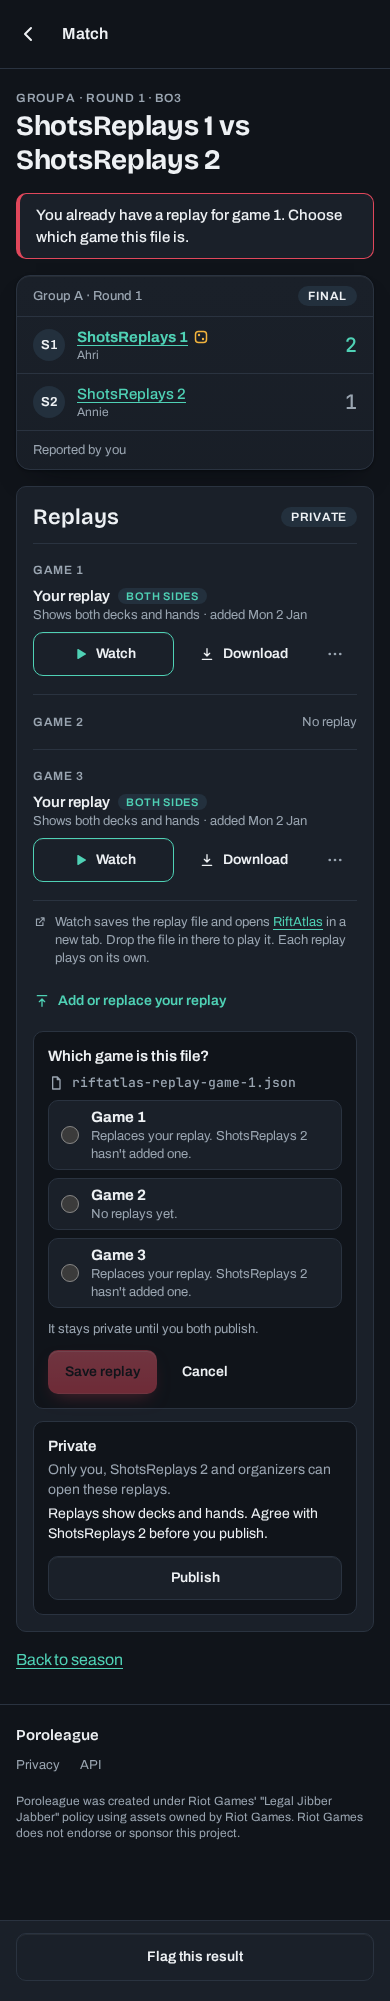 Match
GROUP A · ROUND 1 · BO3
ShotsReplays 1 vs
ShotsReplays 2
You already have a replay for game 1. Choose
which game this file is.
Group A · Round 1
FINAL
S1
ShotsReplays 1
Ahri
2
S2
ShotsReplays 2
Annie
1
Reported by you
Replays
PRIVATE
GAME 1
Your replay BOTH SIDES
Shows both decks and hands · added Mon 2 Jan
Watch
Download
GAME 2
No replay
GAME 3
Your replay BOTH SIDES
Shows both decks and hands · added Mon 2 Jan
Watch
Download
Watch saves the replay file and opens RiftAtlas in a
new tab. Drop the file in there to play it. Each replay
plays on its own.
Add or replace your replay
Which game is this file?
riftatlas-replay-game-1.json
Game 1
Replaces your replay. ShotsReplays 2
hasn't added one.
Game 2
No replays yet.
Game 3
Replaces your replay. ShotsReplays 2
hasn't added one.
It stays private until you both publish.
Save replay
Cancel
Private
Only you, ShotsReplays 2 and organizers can
open these replays.
Replays show decks and hands. Agree with
ShotsReplays 2 before you publish.
Publish
Back to season
Poroleague
Privacy
API
Poroleague was created under Riot Games' "Legal Jibber
Jabber" policy using assets owned by Riot Games. Riot Games
does not endorse or sponsor this project.
Flag this result